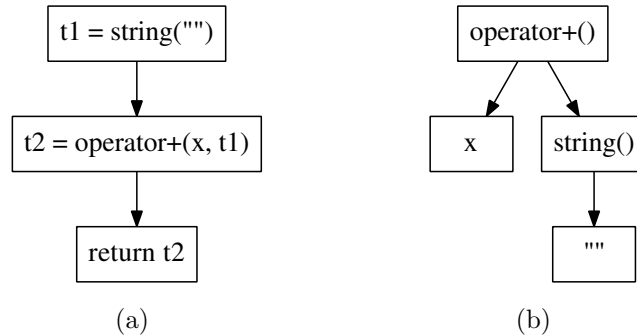 t1 = string("")
t2 = operator+(x, t1)
return t2
(a)
operator+()
x
string()
""
(b)